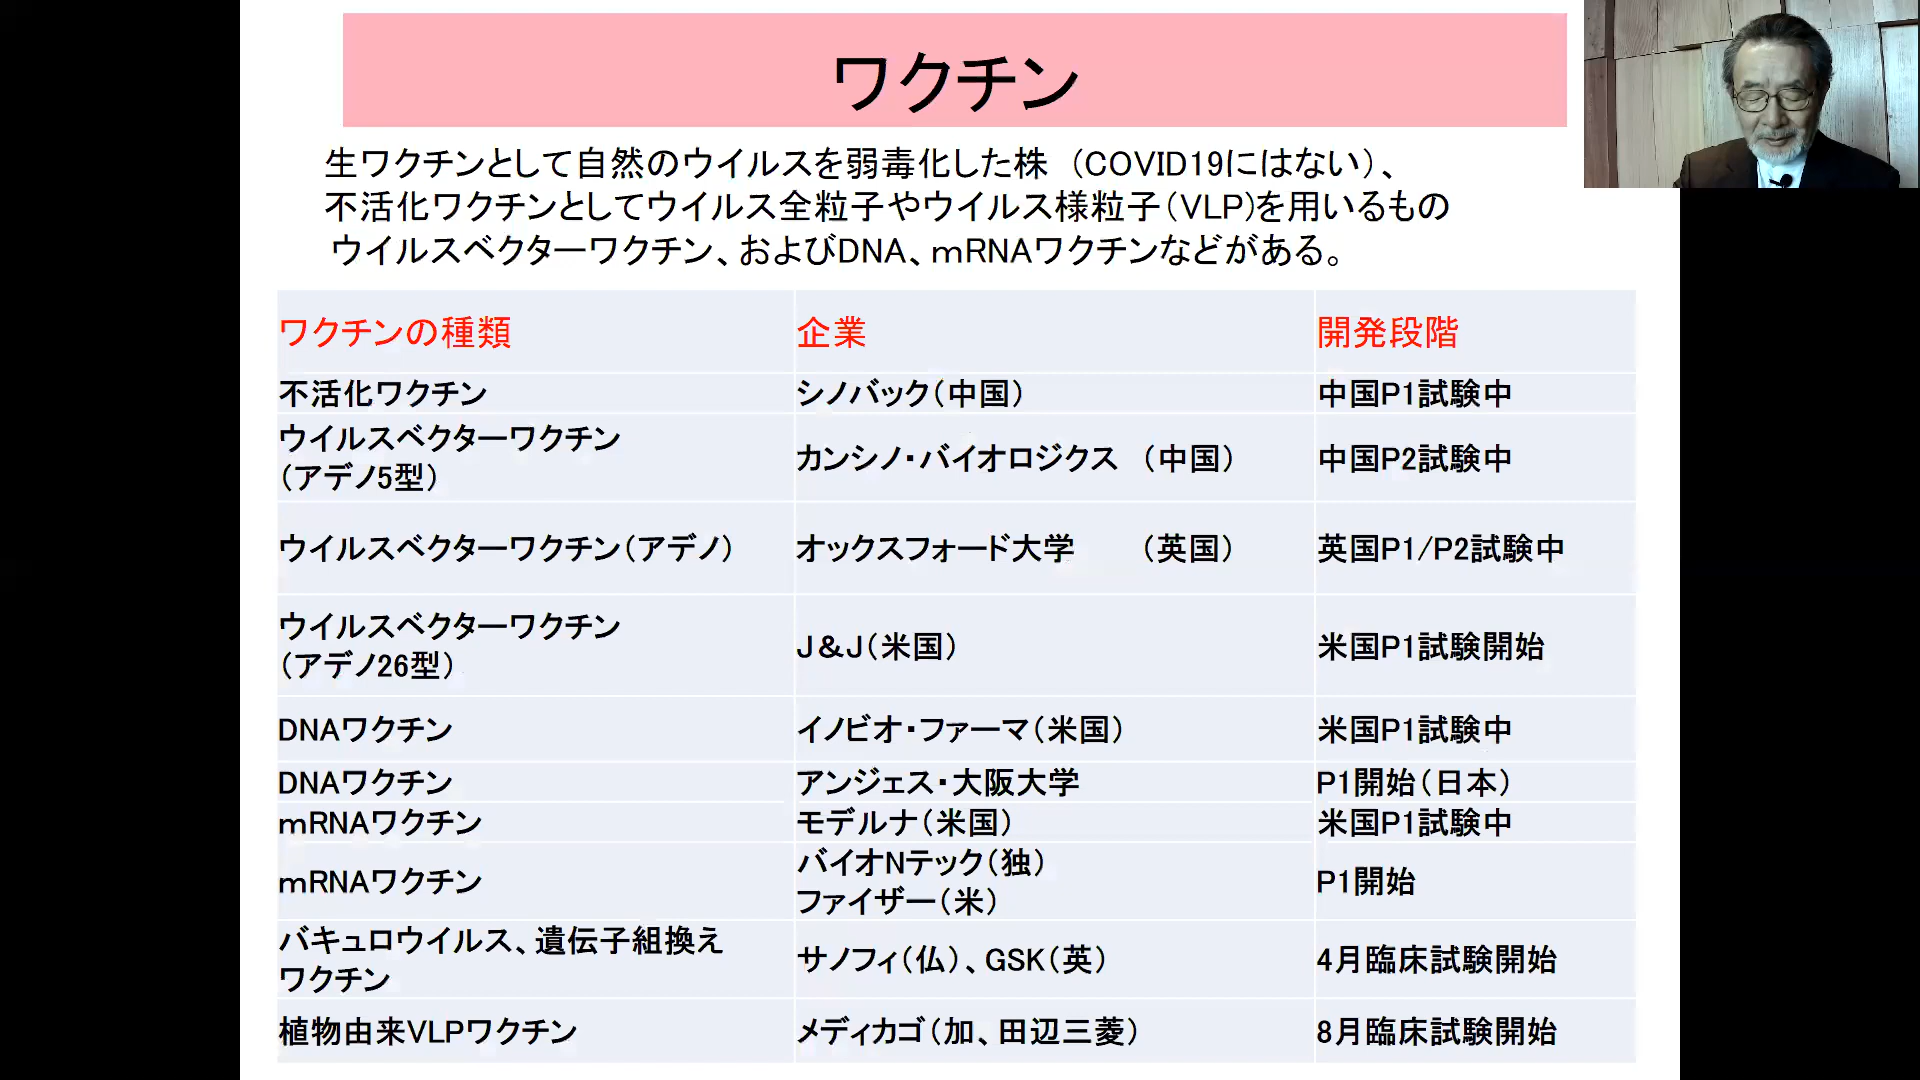 ワクチン
生ワクチンとして自然のウイルスを弱毒化した株 (COVID19にはない)、
不活化ワクチンとしてウイルス全粒子やウイルス様粒子(VLP)を用いるもの
ウイルスベクターワクチン、およびDNA、mRNAワクチンなどがある。
ワクチンの種類 企業 開発段階
不活化ワクチン シノバック(中国) 中国P1試験中
ウイルスベクターワクチン
(アデノ5型) カンシノ・バイオロジクス (中国) 中国P2試験中
ウイルスベクターワクチン(アデノ) オックスフォード大学 (英国) 英国P1/P2試験中
ウイルスベクターワクチン
(アデノ26型) J&J(米国) 米国P1試験開始
DNAワクチン イノビオ・ファーマ(米国) 米国P1試験中
DNAワクチン アンジェス・大阪大学 P1開始(日本)
mRNAワクチン モデルナ(米国) 米国P1試験中
mRNAワクチン バイオNテック(独)
ファイザー(米) P1開始
バキュロウイルス、遺伝子組換え
ワクチン サノフィ(仏)、GSK(英) 4月臨床試験開始
植物由来VLPワクチン メディカゴ(加、田辺三菱) 8月臨床試験開始